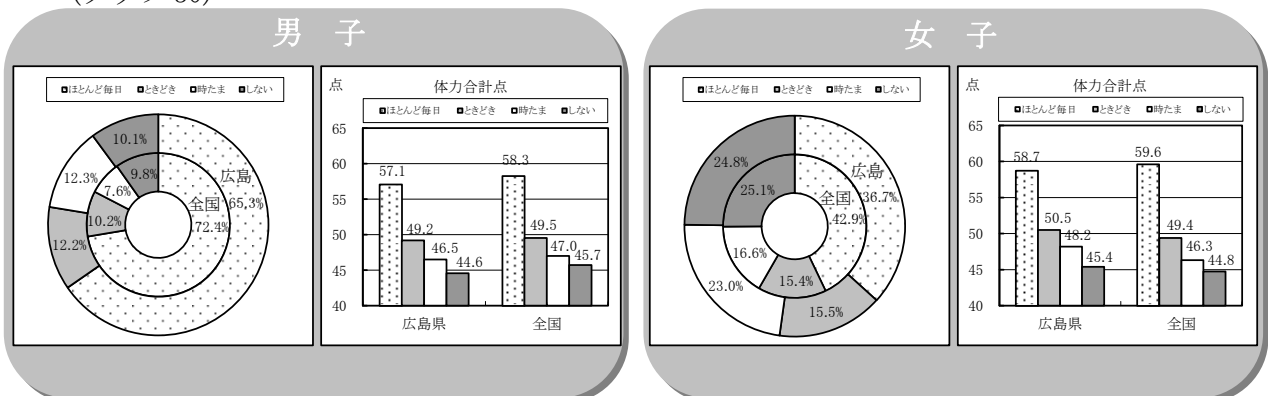 男 子
■ほとんど毎日 ■ときどき □時たま ■しない
10.1%
9.8%
12.3%
7.6%
広島
65.3%
全国
72.4%
10.2%
12.2%
点
体力合計点
■ほとんど毎日 ■ときどき □時たま ■しない
65
60
55
50
45
40
57.1
49.2
46.5
44.6
58.3
49.5
47.0
45.7
広島県
全国
女 子
■ほとんど毎日 ■ときどき □時たま ■しない
24.8%
25.1%
広島
36.7%
全国
42.9%
16.6%
15.4%
23.0%
15.5%
点
体力合計点
■ほとんど毎日 ■ときどき □時たま ■しない
65
60
55
50
45
40
58.7
50.5
48.2
45.4
59.6
49.4
46.3
44.8
広島県
全国